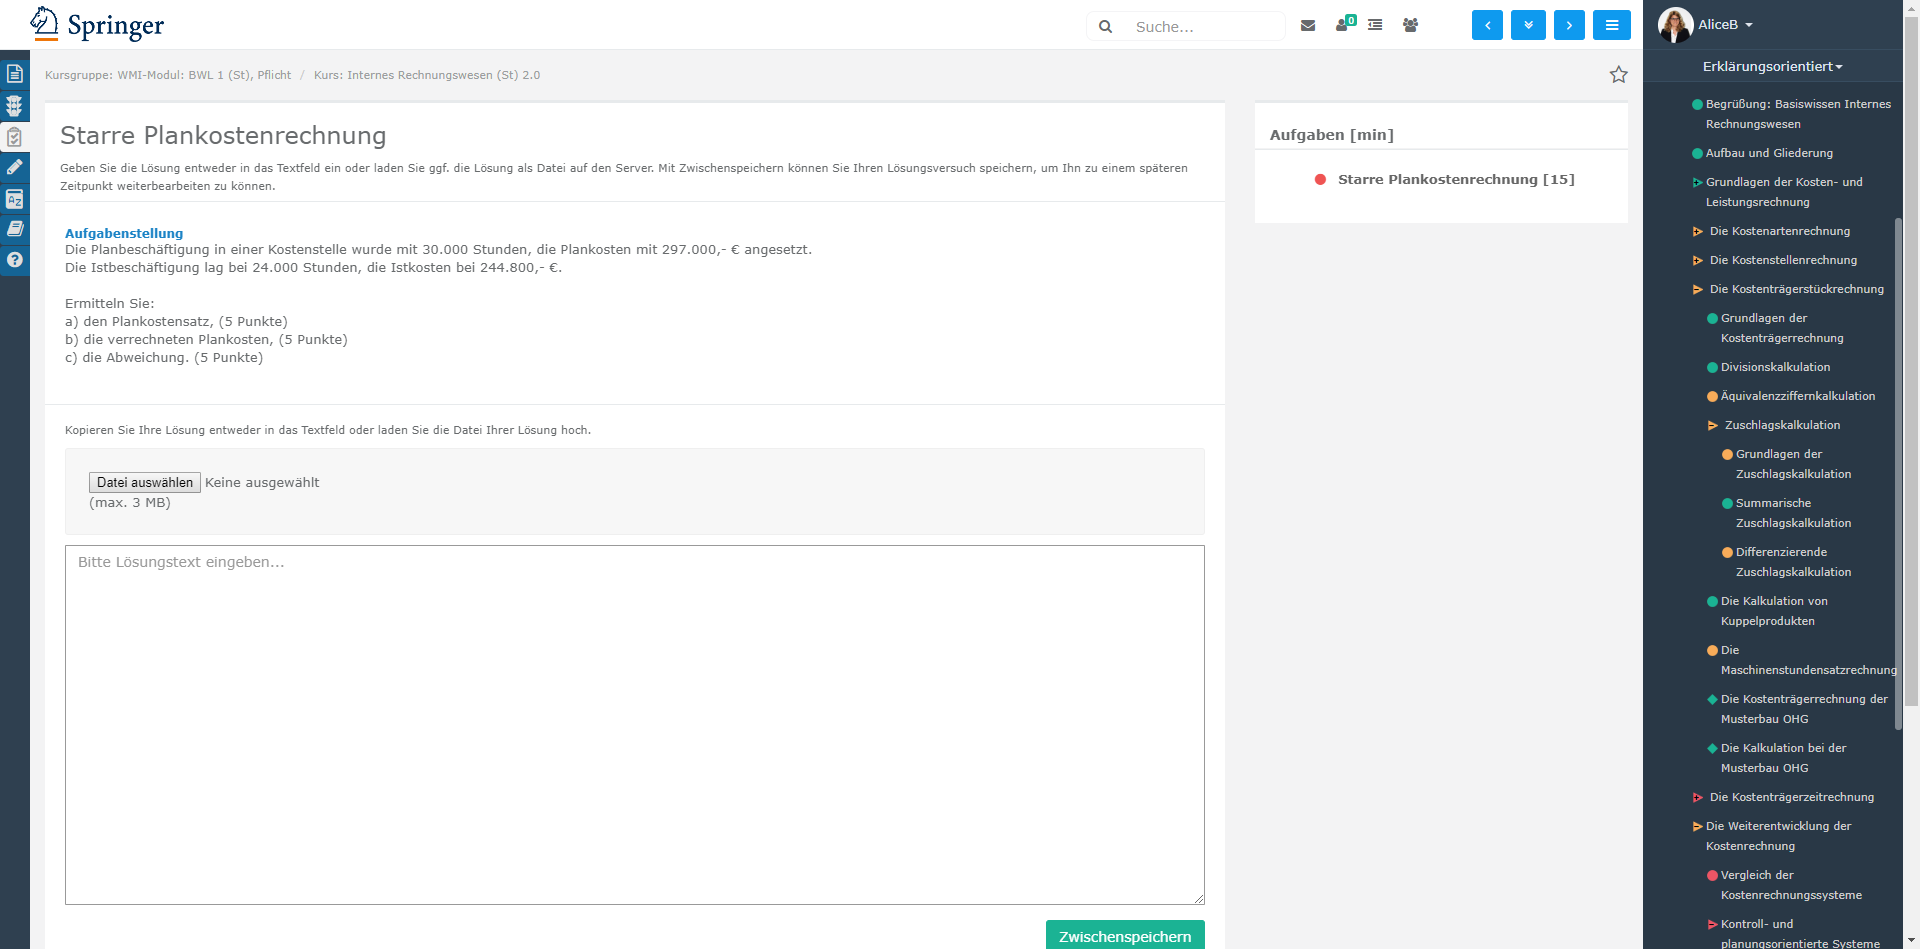 Springer
Suche...
0
AliceB
Erklärungsorientiert
Kursgruppe: WMI-Modul: BWL 1 (St), Pflicht / Kurs: Internes Rechnungswesen (St) 2.0
Starre Plankostenrechnung
Geben Sie die Lösung entweder in das Textfeld ein oder laden Sie ggf. die Lösung als Datei auf den Server. Mit Zwischenspeichern können Sie Ihren Lösungsversuch speichern, um Ihn zu einem späteren
Zeitpunkt weiterbearbeiten zu können.
Aufgabenstellung
Die Planbeschäftigung in einer Kostenstelle wurde mit 30.000 Stunden, die Plankosten mit 297.000,- € angesetzt.
Die Istbeschäftigung lag bei 24.000 Stunden, die Istkosten bei 244.800,- €.
Ermitteln Sie:
a) den Plankostensatz, (5 Punkte)
b) die verrechneten Plankosten, (5 Punkte)
c) die Abweichung. (5 Punkte)
Kopieren Sie Ihre Lösung entweder in das Textfeld oder laden Sie die Datei Ihrer Lösung hoch.
Datei auswählen Keine ausgewählt
(max. 3 MB)
Bitte Lösungstext eingeben...
Zwischenspeichern
Aufgaben [min]
Starre Plankostenrechnung [15]
Begrüßung: Basiswissen Internes
Rechnungswesen
Aufbau und Gliederung
Grundlagen der Kosten- und
Leistungsrechnung
Die Kostenartenrechnung
Die Kostenstellenrechnung
Die Kostenträgerstückrechnung
Grundlagen der
Kostenträgerrechnung
Divisionskalkulation
Äquivalenzziffernkalkulation
Zuschlagskalkulation
Grundlagen der
Zuschlagskalkulation
Summarische
Zuschlagskalkulation
Differenzierende
Zuschlagskalkulation
Die Kalkulation von
Kuppelprodukten
Die
Maschinenstundensatzrechnung
Die Kostenträgerrechnung der
Musterbau OHG
Die Kalkulation bei der
Musterbau OHG
Die Kostenträgerzeitrechnung
Die Weiterentwicklung der
Kostenrechnung
Vergleich der
Kostenrechnungssysteme
Kontroll- und
planungsorientierte Systeme
AZ